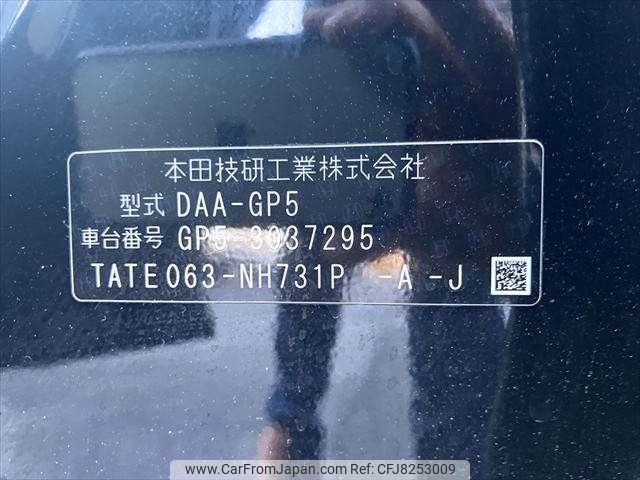 本田技研工業株式会社
型式 DAA-GP5
車台番号 GP5-3037295
TATE063-NH731P -A -J
www.CarFromJapan.com | CFJ8253009